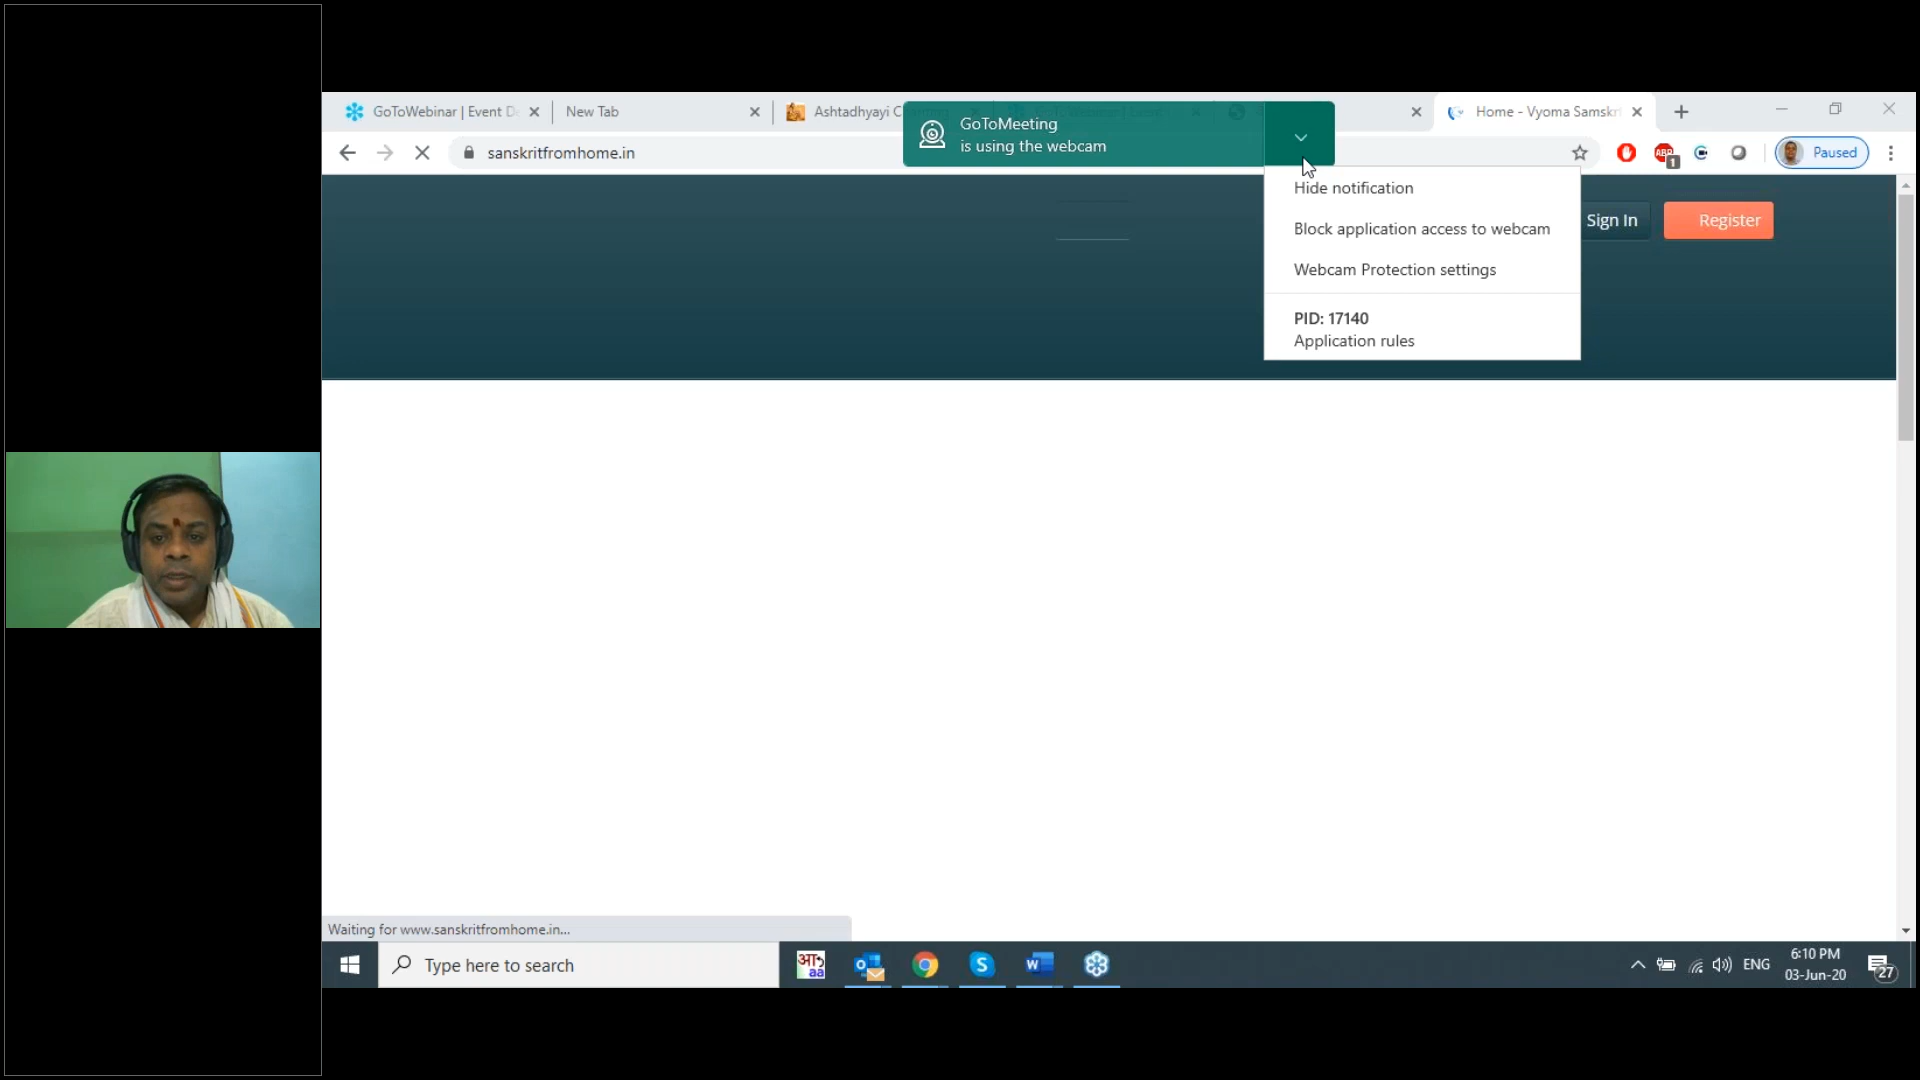 GoToWebinar | Event D
New Tab
Ashtadhyayi C
Home - Vyoma Samskr
GoToMeeting
is using the webcam
sanskritfromhome.in
ABP
1
Paused
Hide notification
Block application access to webcam
Webcam Protection settings
PID: 17140
Application rules
Sign In
Register
Waiting for www.sanskritfromhome.in...
Type here to search
ENG
6:10 PM
03-Jun-20
27